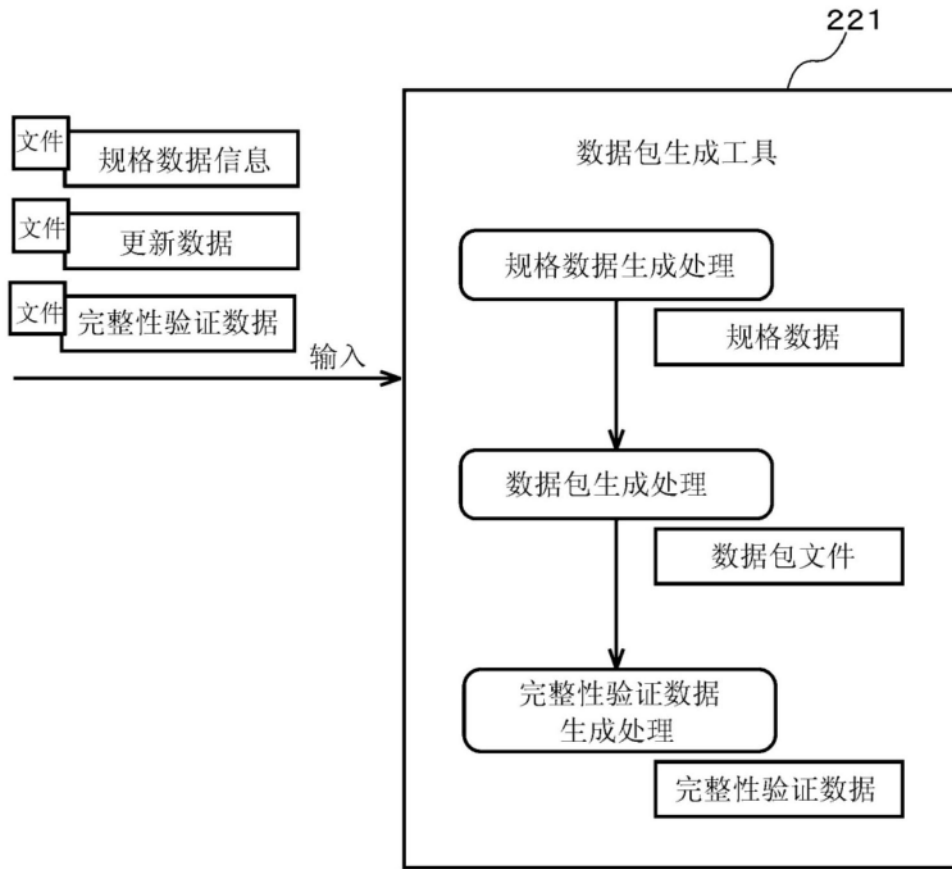 221
文件
规格数据信息
文件
更新数据
文件
完整性验证数据
输入
数据包生成工具
规格数据生成处理
规格数据
数据包生成处理
数据包文件
完整性验证数据
生成处理
完整性验证数据